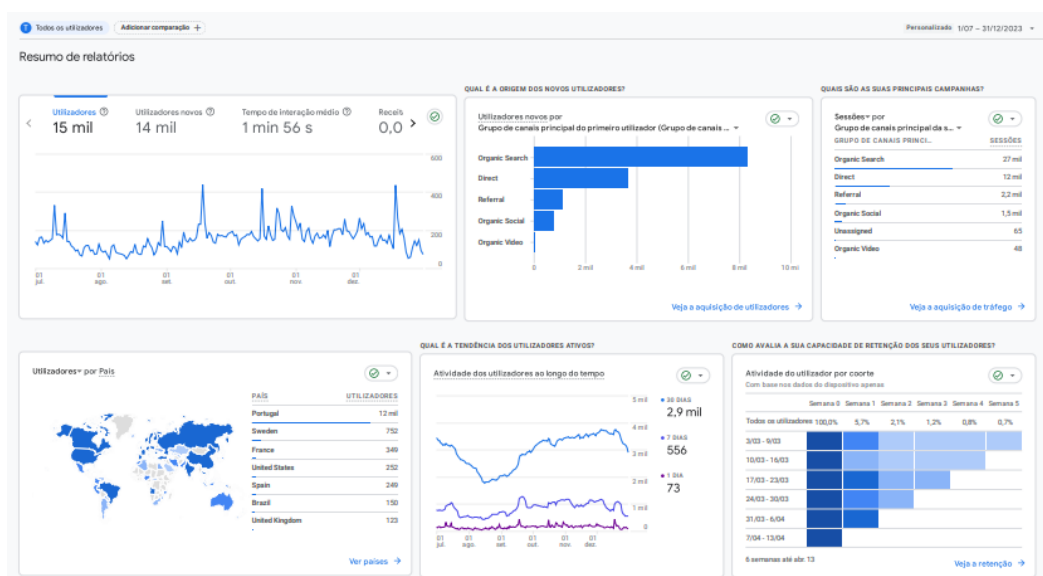 T Todos os utilizadores Adicionar comparação + Personalizado 1/07 – 31/12/2023
Resumo de relatórios
Utilizadores Utilizadores novos Tempo de interação médio Receit
15 mil 14 mil 1 min 56 s 0,0
600
400
200
0
01 jul. 01 ago. 01 set. 01 out. 01 nov. 01 dez.
QUAL É A ORIGEM DOS NOVOS UTILIZADORES?
Utilizadores novos por
Grupo de canais principal do primeiro utilizador (Grupo de canais ...
Organic Search
Direct
Referral
Organic Social
Organic Video
0 2 mil 4 mil 6 mil 8 mil 10 mi
Veja a aquisição de utilizadores →
QUAIS SÃO AS SUAS PRINCIPAIS CAMPANHAS?
Sessões por
Grupo de canais principal da s...
GRUPO DE CANAIS PRINCI... SESSÕES
Organic Search 27 mil
Direct 12 mil
Referral 2,2 mil
Organic Social 1,5 mil
Unassigned 65
Organic Video 48
Veja a aquisição de tráfego →
Utilizadores por País
PAÍS UTILIZADORES
Portugal 12 mil
Sweden 752
France 349
United States 252
Spain 249
Brazil 150
United Kingdom 123
Ver países →
QUAL É A TENDÊNCIA DOS UTILIZADORES ATIVOS?
Atividade dos utilizadores ao longo do tempo
5 mil
4 mil
3 mil
2 mil
1 mil
0
01 jul. 01 ago. 01 set. 01 out. 01 nov. 01 dez.
30 DIAS
2,9 mil
7 DIAS
556
1 DIA
73
COMO AVALIA A SUA CAPACIDADE DE RETENÇÃO DOS SEUS UTILIZADORES?
Atividade do utilizador por coorte
Com base nos dados do dispositivo apenas
Semana 0 Semana 1 Semana 2 Semana 3 Semana 4 Semana 5
Todos os utilizadores 100,0% 5,7% 2,1% 1,2% 0,8% 0,7%
3/03 - 9/03
10/03 - 16/03
17/03 - 23/03
24/03 - 30/03
31/03 - 6/04
7/04 - 13/04
6 semanas até abr. 13
Veja a retenção →